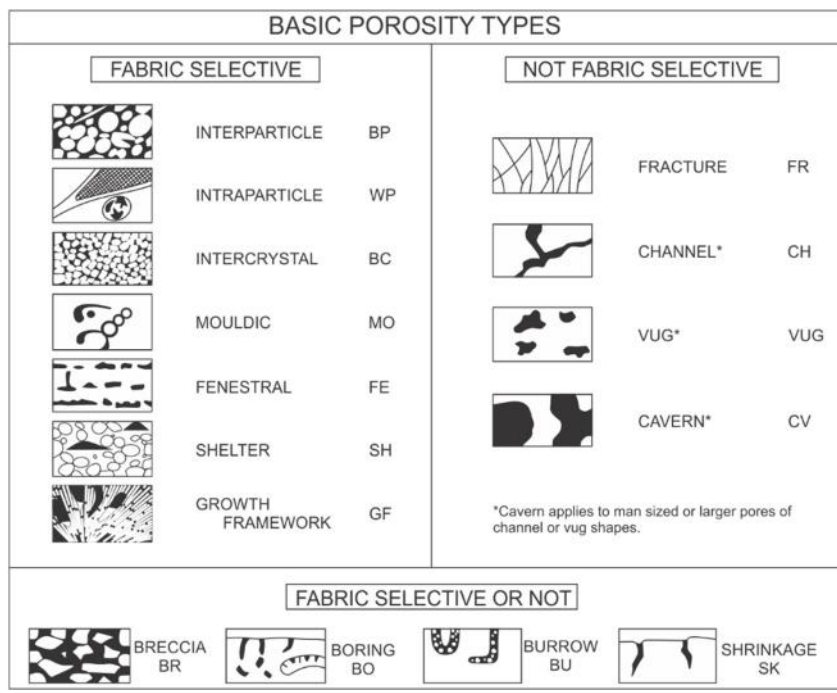 BASIC POROSITY TYPES
FABRIC SELECTIVE
INTERPARTICLE BP
INTRAPARTICLE WP
INTERCRYSTAL BC
MOULDIC MO
FENESTRAL FE
SHELTER SH
GROWTH
FRAMEWORK GF
NOT FABRIC SELECTIVE
FRACTURE FR
CHANNEL* CH
VUG* VUG
CAVERN* CV
*Cavern applies to man sized or larger pores of
channel or vug shapes.
FABRIC SELECTIVE OR NOT
BRECCIA
BR
BORING
BO
BURROW
BU
SHRINKAGE
SK